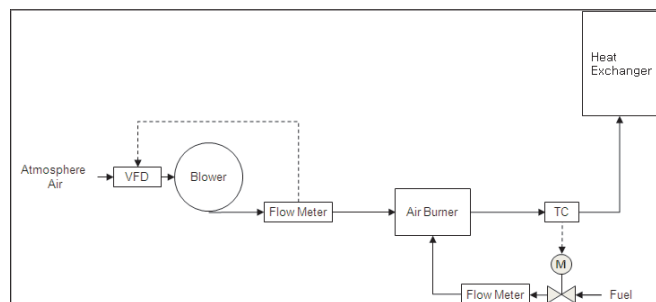 Heat
Exchanger
Atmosphere
Air
VFD
Blower
Flow Meter
Air Burner
TC
M
Flow Meter
Fuel